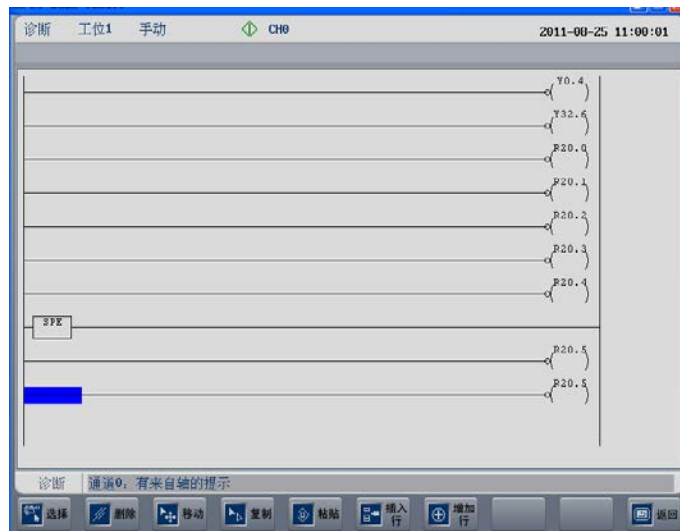 诊断 工位1 手动 CH0 2011-08-25 11:00:01
Y0.4
Y32.6
R20.0
R20.1
R20.2
R20.3
R20.4
SPE
R20.5
R20.5
诊断 通道0, 有来自轴的提示
选择 删除 移动 复制 粘贴 插入行 增加行 返回